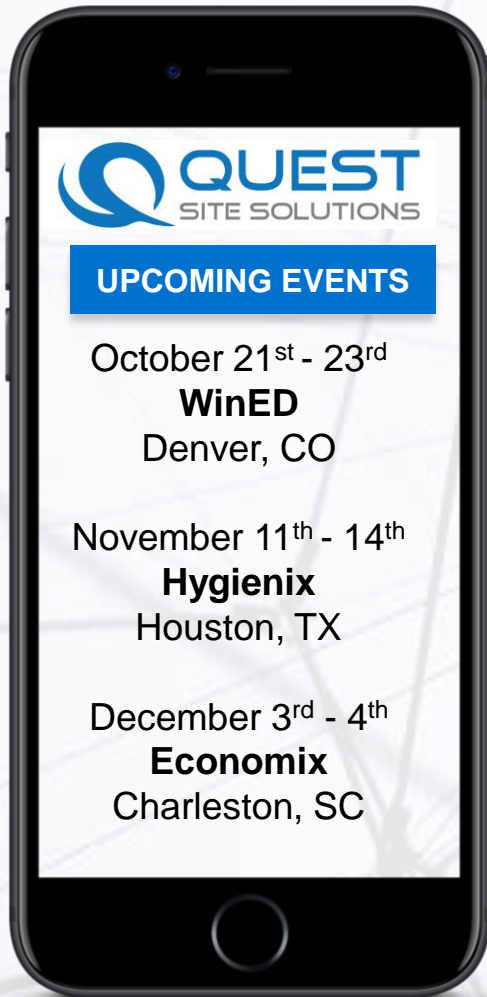 QUEST
SITE SOLUTIONS
UPCOMING EVENTS
October 21st - 23rd
WinED
Denver, CO
November 11th - 14th
Hygienix
Houston, TX
December 3rd - 4th
Economix
Charleston, SC